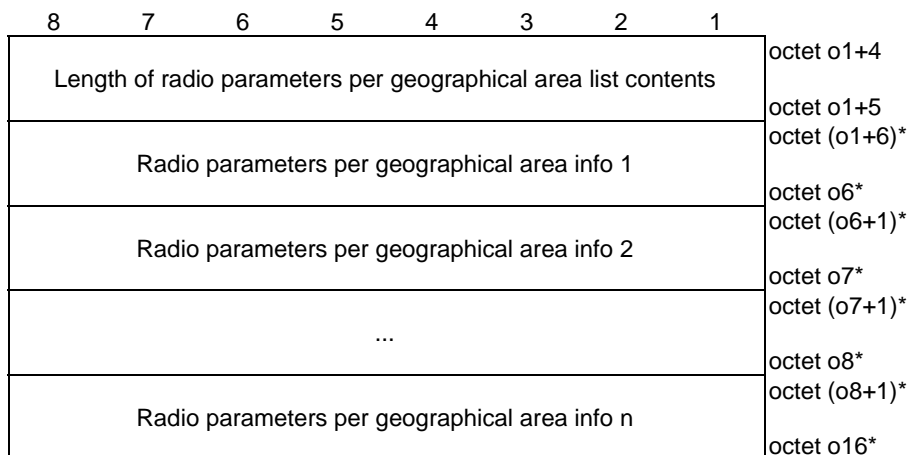 8 7 6 5 4 3 2 1
octet o1+4
Length of radio parameters per geographical area list contents
octet o1+5
octet (o1+6)*
Radio parameters per geographical area info 1
octet o6*
octet (o6+1)*
Radio parameters per geographical area info 2
octet o7*
octet (o7+1)*
...
octet o8*
octet (o8+1)*
Radio parameters per geographical area info n
octet o16*